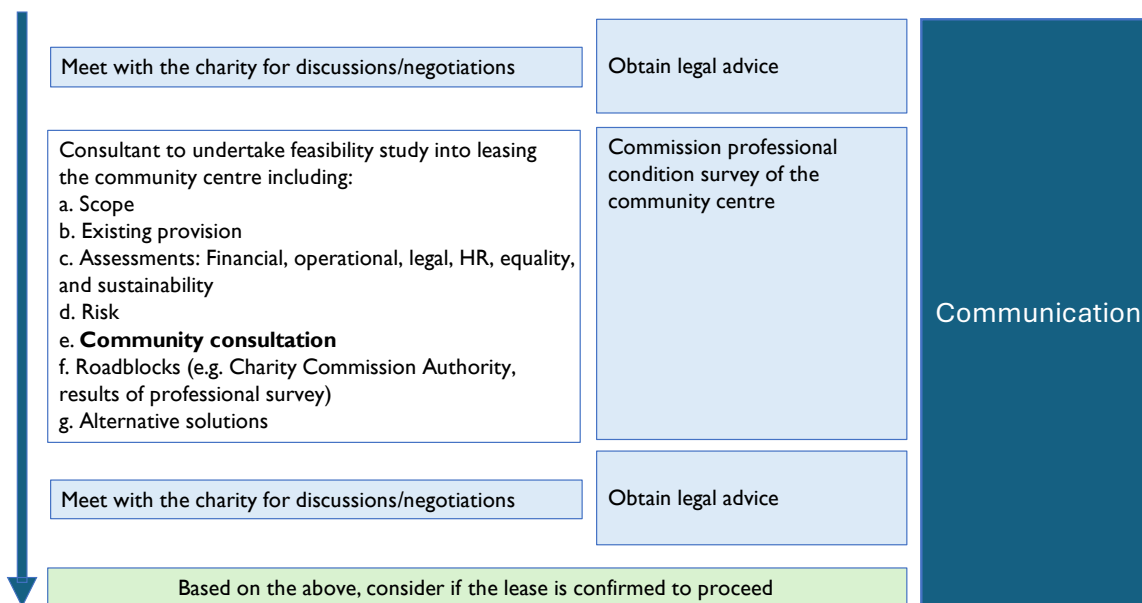 Meet with the charity for discussions/negotiations
Obtain legal advice
Consultant to undertake feasibility study into leasing
the community centre including:
a. Scope
b. Existing provision
c. Assessments: Financial, operational, legal, HR, equality,
and sustainability
d. Risk
e. Community consultation
f. Roadblocks (e.g. Charity Commission Authority,
results of professional survey)
g. Alternative solutions
Commission professional
condition survey of the
community centre
Communication
Meet with the charity for discussions/negotiations
Obtain legal advice
Based on the above, consider if the lease is confirmed to proceed